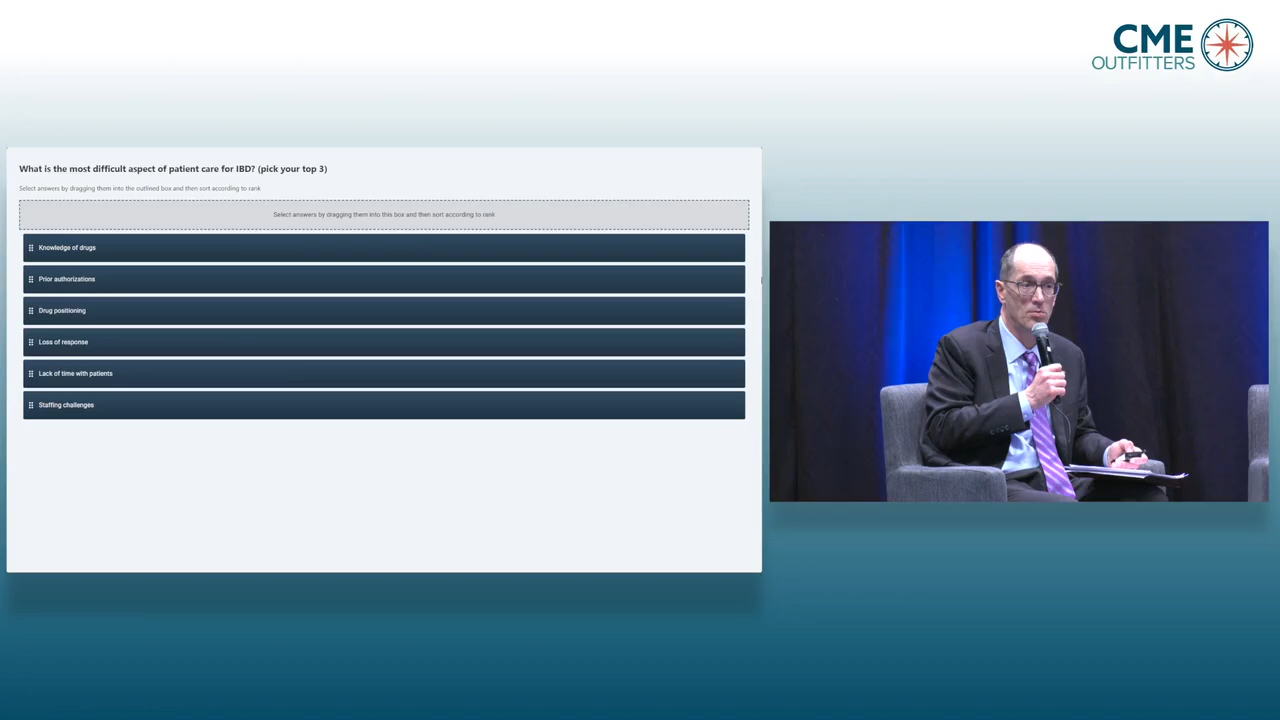 CME
OUTFITTERS
What is the most difficult aspect of patient care for IBD? (pick your top 3)
Select answers by dragging them into the outlined box and then sort according to rank
Select answers by dragging them into this box and then sort according to rank
Knowledge of drugs
Prior authorizations
Drug positioning
Loss of response
Lack of time with patients
Staffing challenges